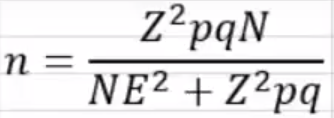 n = Z²pqN / NE² + Z²pq